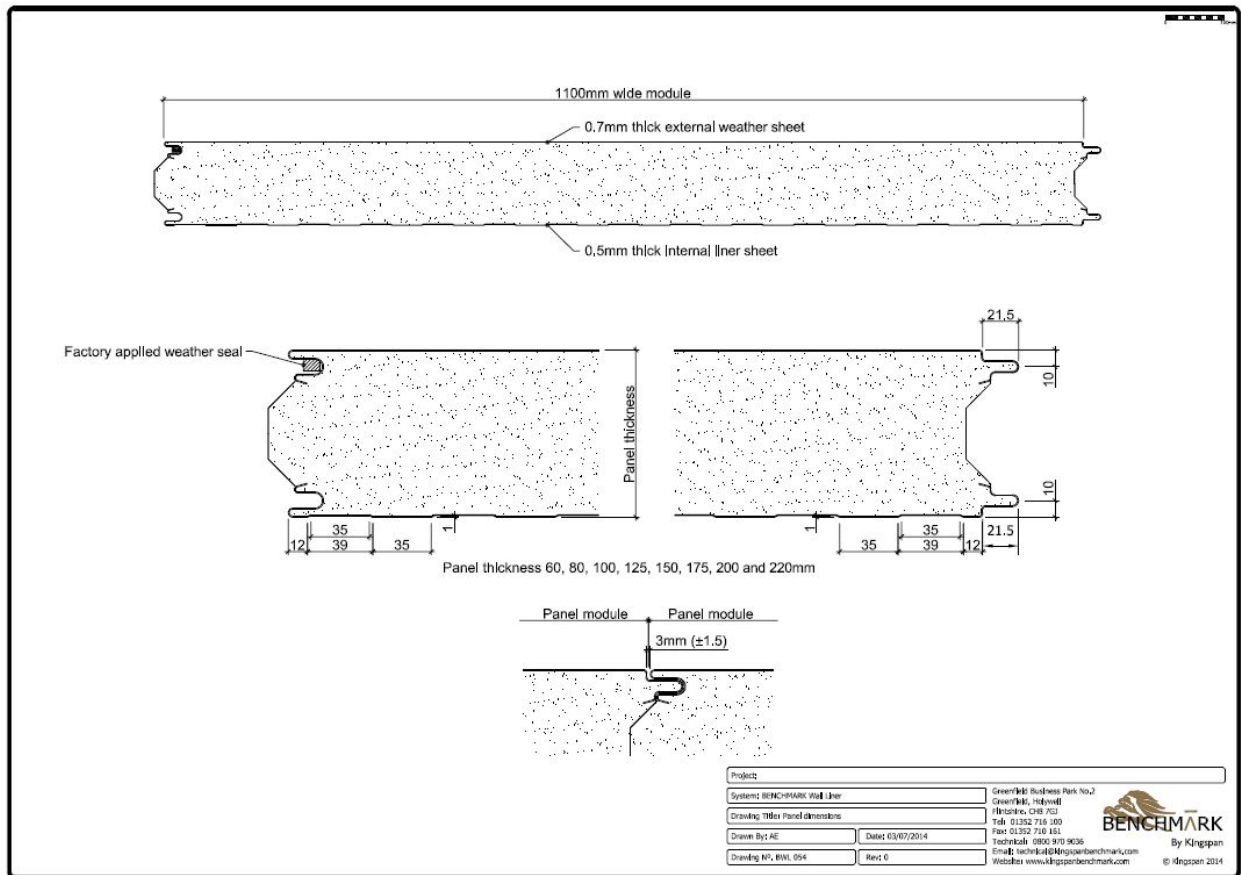 1100mm wide module
0.7mm thick external weather sheet
0.5mm thick internal liner sheet
21.5
Factory applied weather seal
10
Panel thickness
10
35
35
21.5
12
39
35
1
1
35
39
12
Panel thickness 60, 80, 100, 125, 150, 175, 200 and 220mm
Panel module
Panel module
3mm (±1.5)
Project:
System: BENCHMARK Wall Liner
Drawing Title: Panel dimensions
Drawn By: AE
Date: 03/07/2014
Drawing Nº. BWL 054
Rev: 0
Greenfield Business Park No.2
Greenfield, Holywell
Flintshire. CH8 7GJ
Tel: 01352 716 100
Fax: 01352 710 161
Technical: 0800 970 9036
Email: technical@kingspanbenchmark.com
Website: www.kingspanbenchmark.com
BENCHMARK
By Kingspan
© Kingspan 2014